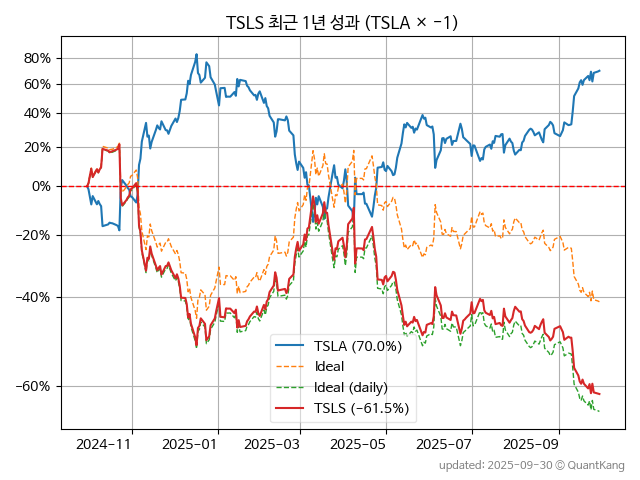 TSLS 최근 1년 성과 (TSLA × −1)
80%
60%
40%
20%
0%
−20%
−40%
−60%
TSLA (70.0%)
Ideal
Ideal (daily)
TSLS (−61.5%)
2024-11
2025-01
2025-03
2025-05
2025-07
2025-09
updated: 2025-09-30 © QuantKang